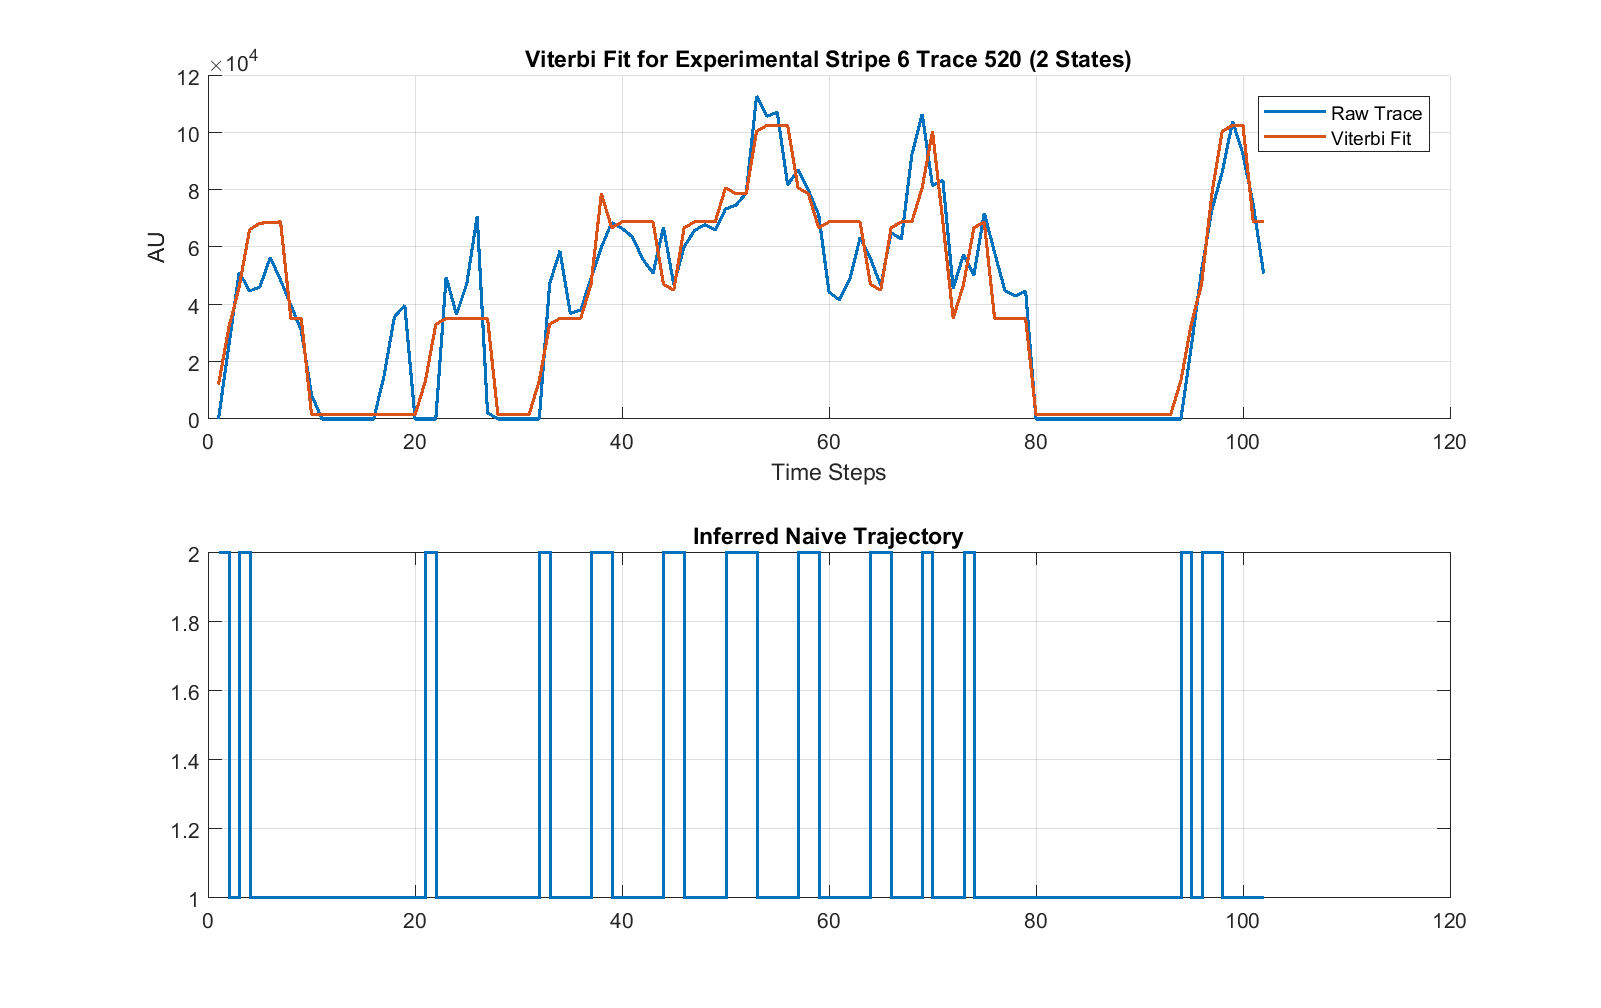 Viterbi Fit for Experimental Stripe 6 Trace 520 (2 States)
×10^4
12
10
8
6
4
2
0
AU
Raw Trace
Viterbi Fit
0 20 40 60 80 100 120
Time Steps
Inferred Naive Trajectory
2
1.8
1.6
1.4
1.2
1
0 20 40 60 80 100 120